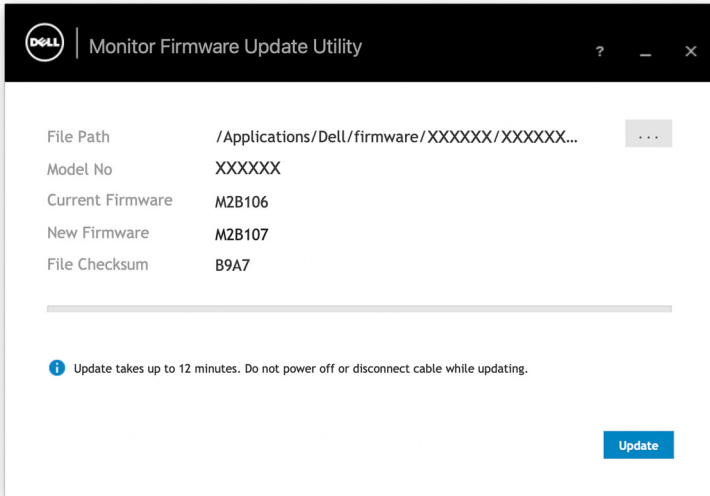 DELL Monitor Firmware Update Utility ? _ ×
File Path /Applications/Dell/firmware/XXXXXX/XXXXXX... ...
Model No XXXXXX
Current Firmware M2B106
New Firmware M2B107
File Checksum B9A7
i Update takes up to 12 minutes. Do not power off or disconnect cable while updating.
Update